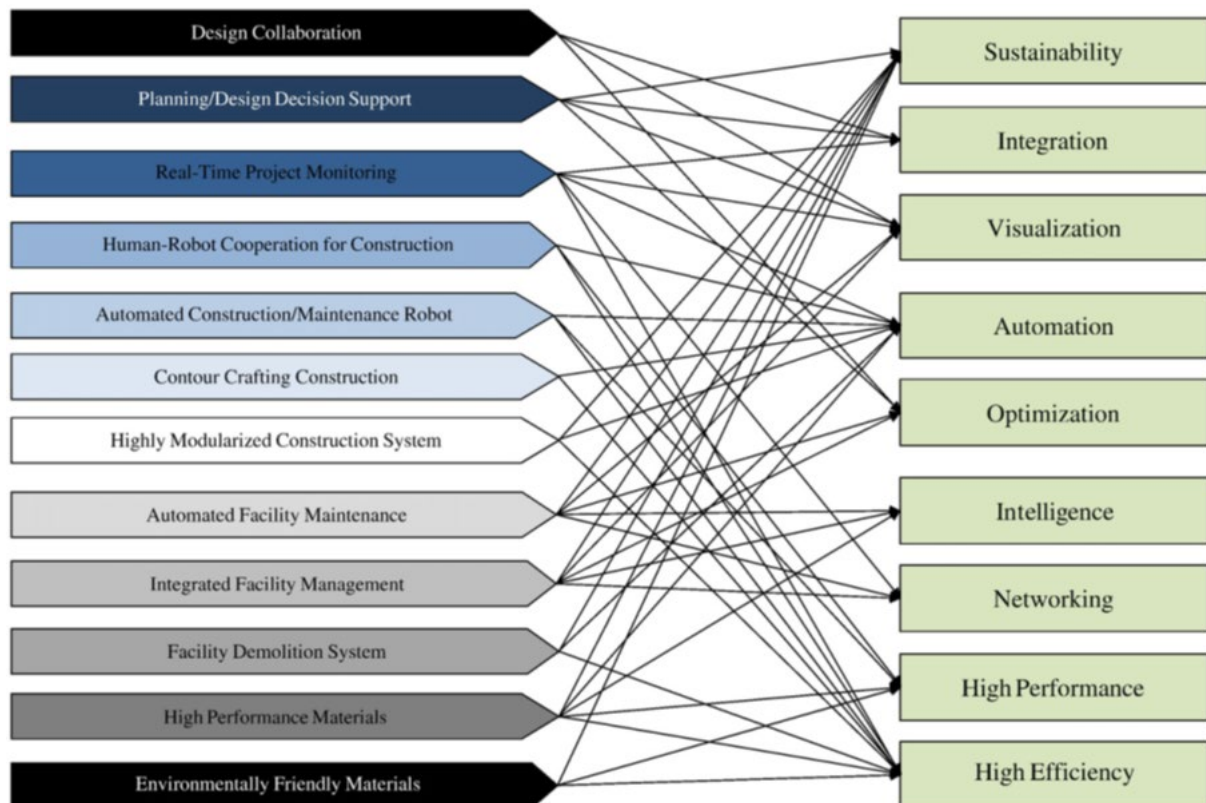 Design Collaboration
Planning/Design Decision Support
Real-Time Project Monitoring
Human-Robot Cooperation for Construction
Automated Construction/Maintenance Robot
Contour Crafting Construction
Highly Modularized Construction System
Automated Facility Maintenance
Integrated Facility Management
Facility Demolition System
High Performance Materials
Environmentally Friendly Materials
Sustainability
Integration
Visualization
Automation
Optimization
Intelligence
Networking
High Performance
High Efficiency